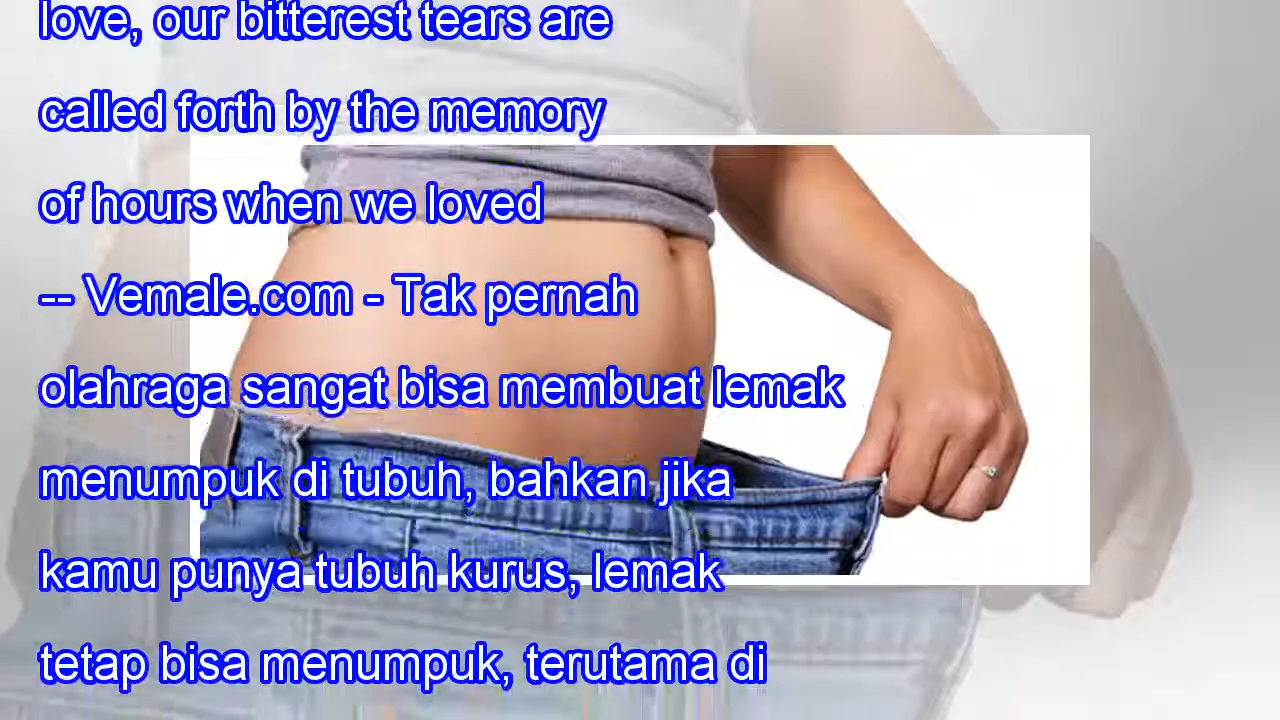 love, our bitterest tears are
called forth by the memory
of hours when we loved
-- Vemale.com - Tak pernah
olahraga sangat bisa membuat lemak
menumpuk di tubuh, bahkan jika
kamu punya tubuh kurus, lemak
tetap bisa menumpuk, terutama di